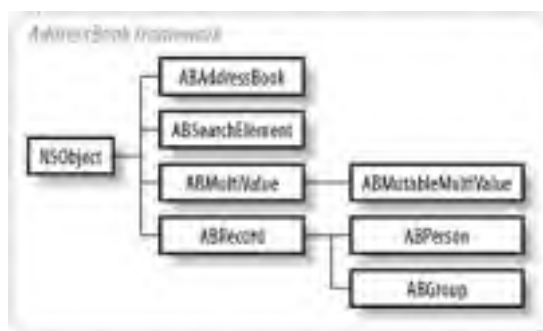 AddressBook framework
ABAddressBook
ABSearchElement
NSObject
ABMultiValue
ABMutableMultiValue
ABRecord
ABPerson
ABGroup